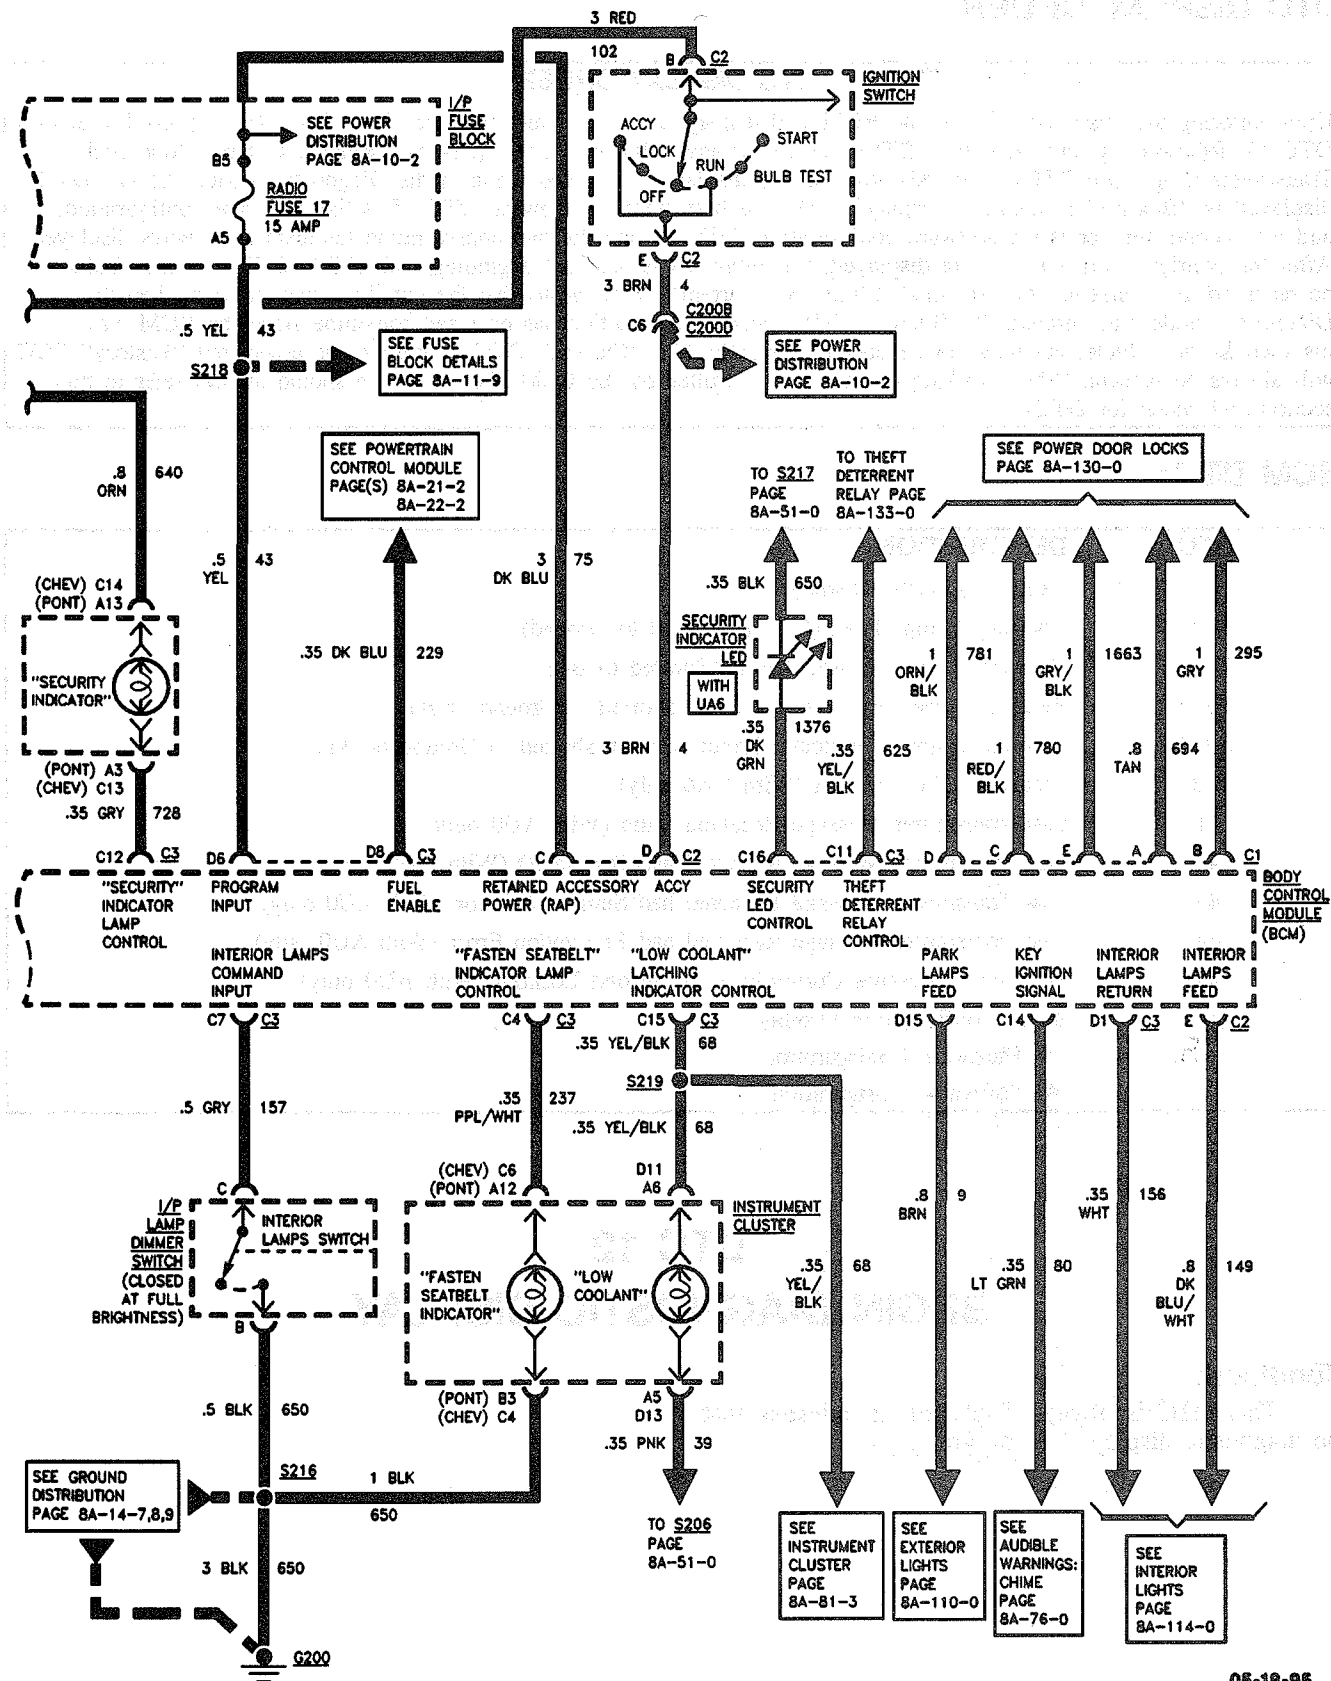 3 RED
102
B C2
IGNITION
SWITCH
ACCY
LOCK
OFF
RUN
START
BULB TEST
E C2
3 BRN 4
C200B
C6 C200D
SEE POWER
DISTRIBUTION
PAGE 8A-10-2
I/P
FUSE
BLOCK
SEE POWER
DISTRIBUTION
PAGE 8A-10-2
B5
RADIO
FUSE 17
15 AMP
A5
.5 YEL 43
S218
SEE FUSE
BLOCK DETAILS
PAGE 8A-11-9
.8
ORN
640
SEE POWERTRAIN
CONTROL MODULE
PAGE(S) 8A-21-2
8A-22-2
TO S217
PAGE
8A-51-0
TO THEFT
DETERRENT
RELAY PAGE
8A-133-0
SEE POWER DOOR LOCKS
PAGE 8A-130-0
.5
YEL
43
3
DK BLU
75
.35 BLK 650
(CHEV) C14
(PONT) A13
"SECURITY
INDICATOR"
(PONT) A3
(CHEV) C13
.35 GRY 728
.35 DK BLU 229
SECURITY
INDICATOR
LED
WITH
UA6
1376
.35
DK
GRN
3 BRN 4
.35
YEL/
BLK
625
1
ORN/
BLK
781
1
GRY/
BLK
1663
1
GRY
295
1
RED/
BLK
780
.8
TAN
694
C12 C3 D6 D8 C3 C D C2 C16 C11 C3 D C E A B C1
BODY
CONTROL
MODULE
(BCM)
"SECURITY"
INDICATOR
LAMP
CONTROL
PROGRAM
INPUT
FUEL
ENABLE
RETAINED ACCESSORY
POWER (RAP)
ACCY
SECURITY
LED
CONTROL
THEFT
DETERRENT
RELAY
CONTROL
INTERIOR LAMPS
COMMAND
INPUT
"FASTEN SEATBELT"
INDICATOR LAMP
CONTROL
"LOW COOLANT"
LATCHING
INDICATOR CONTROL
PARK
LAMPS
FEED
KEY
IGNITION
SIGNAL
INTERIOR
LAMPS
RETURN
INTERIOR
LAMPS
FEED
C7 C3 C4 C3 C15 C3 D15 C14 D1 C3 E C2
.35 YEL/BLK 68
S219
.35 YEL/BLK 68
.5 GRY 157
.35
PPL/WHT
237
(CHEV) C6
(PONT) A12
D11
A6
C
I/P
LAMP
DIMMER
SWITCH
(CLOSED
AT FULL
BRIGHTNESS)
INTERIOR
LAMPS SWITCH
B
INSTRUMENT
CLUSTER
"FASTEN
SEATBELT
INDICATOR"
"LOW
COOLANT"
.8
BRN
9
.35
WHT
156
.35
YEL/
BLK
68
.35
LT GRN
80
.8
DK
BLU/
WHT
149
(PONT) B3
(CHEV) C4
A5
D13
.35 PNK 39
.5 BLK 650
S216
1 BLK
650
SEE GROUND
DISTRIBUTION
PAGE 8A-14-7,8,9
3 BLK 650
G200
TO S206
PAGE
8A-51-0
SEE
INSTRUMENT
CLUSTER
PAGE
8A-81-3
SEE
EXTERIOR
LIGHTS
PAGE
8A-110-0
SEE
AUDIBLE
WARNINGS:
CHIME
PAGE
8A-76-0
SEE
INTERIOR
LIGHTS
PAGE
8A-114-0